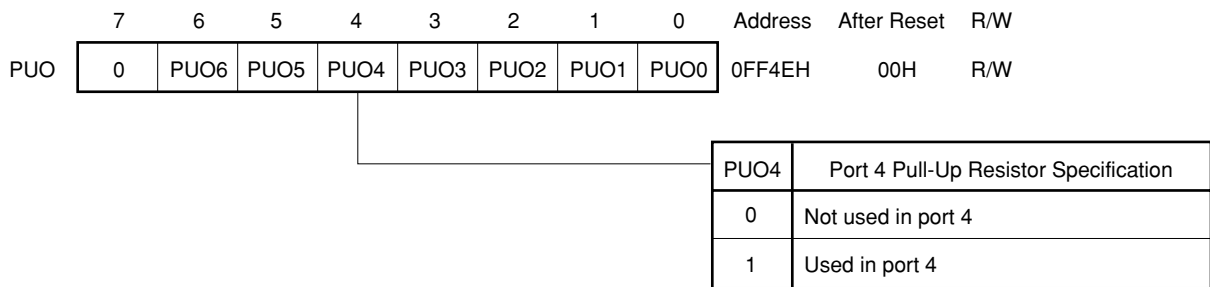 7 6 5 4 3 2 1 0 Address After Reset R/W
PUO 0 PUO6 PUO5 PUO4 PUO3 PUO2 PUO1 PUO0 0FF4EH 00H R/W
PUO4 Port 4 Pull-Up Resistor Specification
0 Not used in port 4
1 Used in port 4